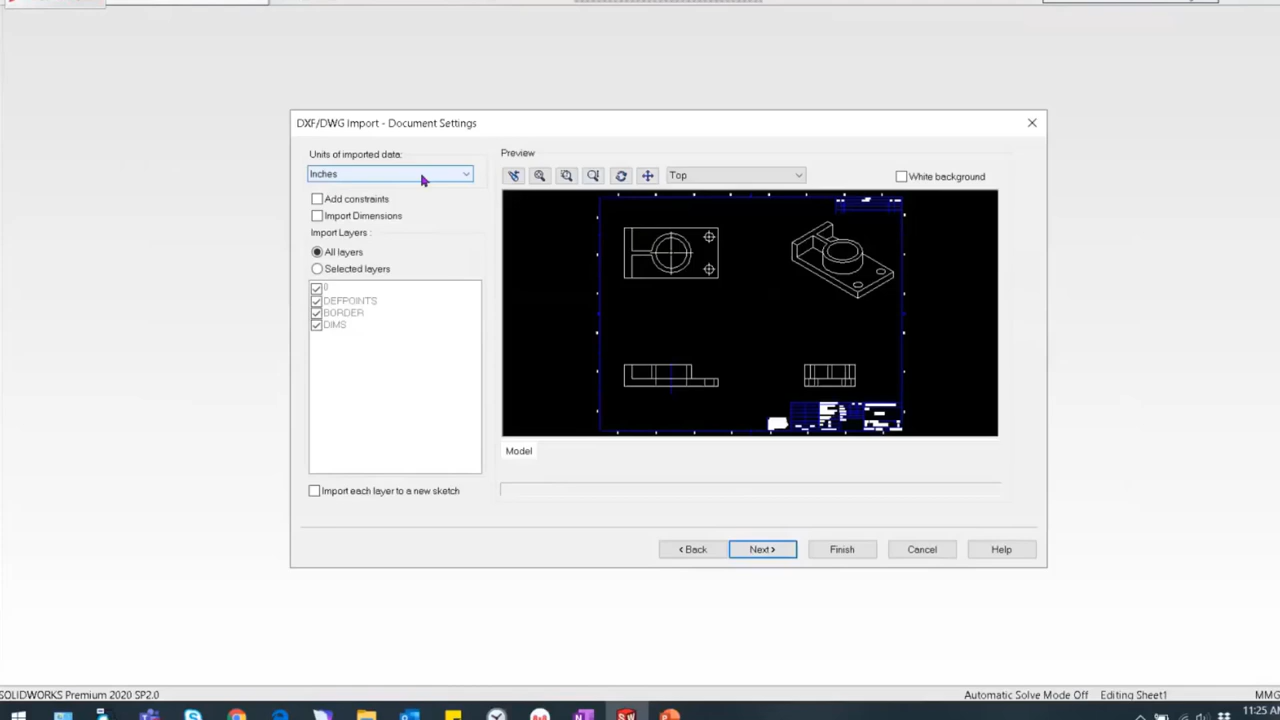 DXF/DWG Import - Document Settings
Units of imported data:
Inches
Add constraints
Import Dimensions
Import Layers :
All layers
Selected layers
0
DEFPOINTS
BORDER
DIMS
Import each layer to a new sketch
Preview
Top
White background
Model
< Back
Next >
Finish
Cancel
Help
SOLIDWORKS Premium 2020 SP2.0
Automatic Solve Mode Off
Editing Sheet1
MMG
11:25 AM